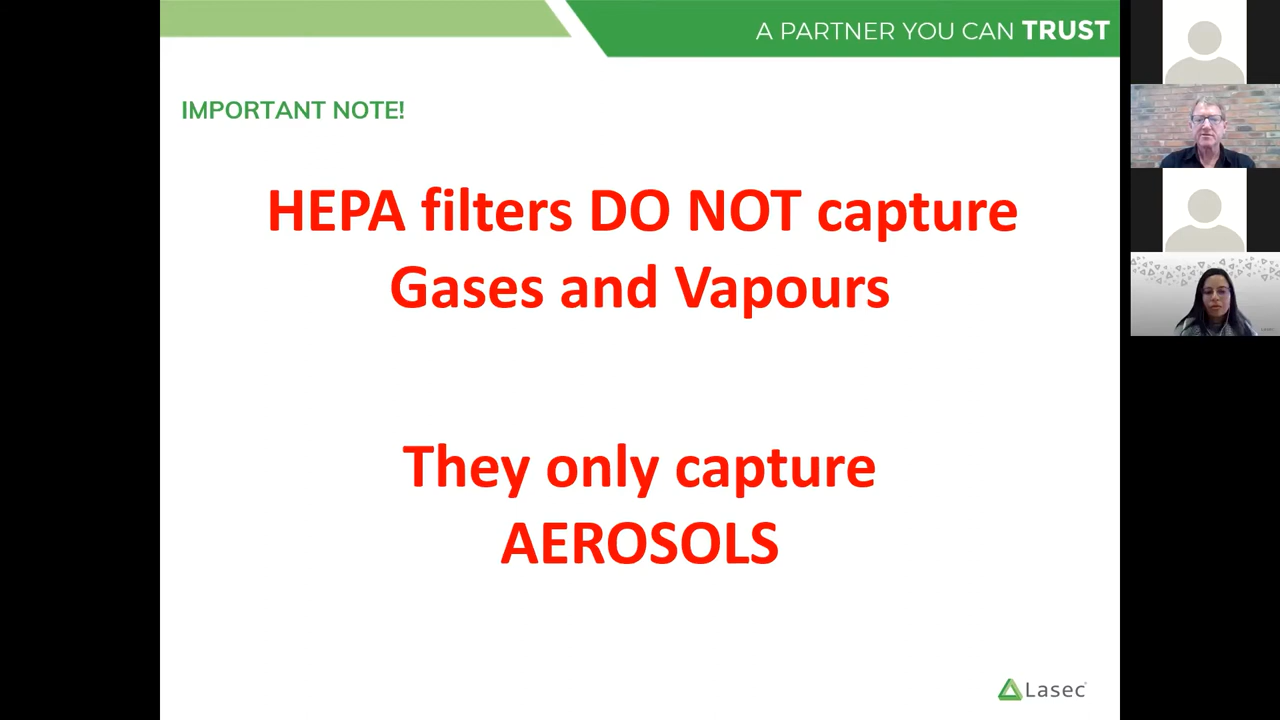 A PARTNER YOU CAN TRUST
IMPORTANT NOTE!
HEPA filters DO NOT capture
Gases and Vapours
They only capture
AEROSOLS
Lasec